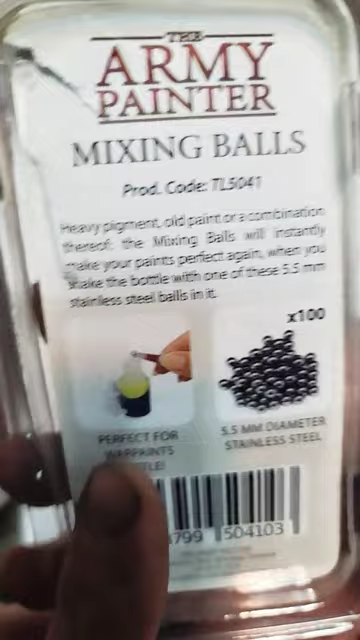 THE
ARMY
PAINTER
MIXING BALLS
Prod. Code: TL5041
Heavy pigment, old paint or a combination
thereof: the Mixing Balls will instantly
make your paints perfect again, when you
shake the bottle with one of these 5.5 mm
stainless steel balls in it.
x100
PERFECT FOR
WARPAINTS
5.5 MM DIAMETER
STAINLESS STEEL
799 504103